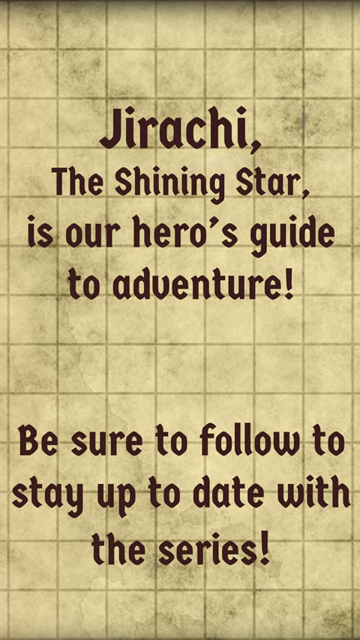 Jirachi,
The Shining Star,
is our hero's guide
to adventure!
Be sure to follow to
stay up to date with
the series!